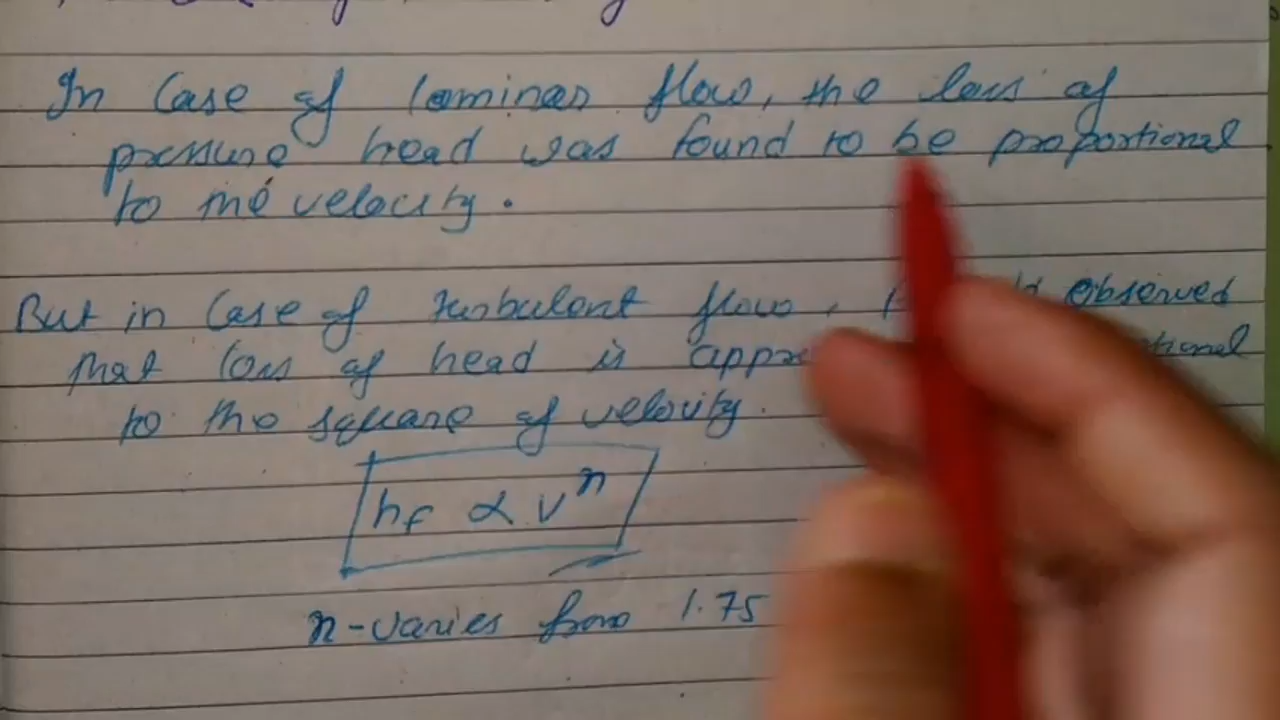 In Case of laminar flow, the loss of
pressure head was found to be proportional
to the velocity.
But in Case of turbulent flow, observed
that loss of head is
to the square of velocity.
hf ∝ Vⁿ
n-varies from 1.75